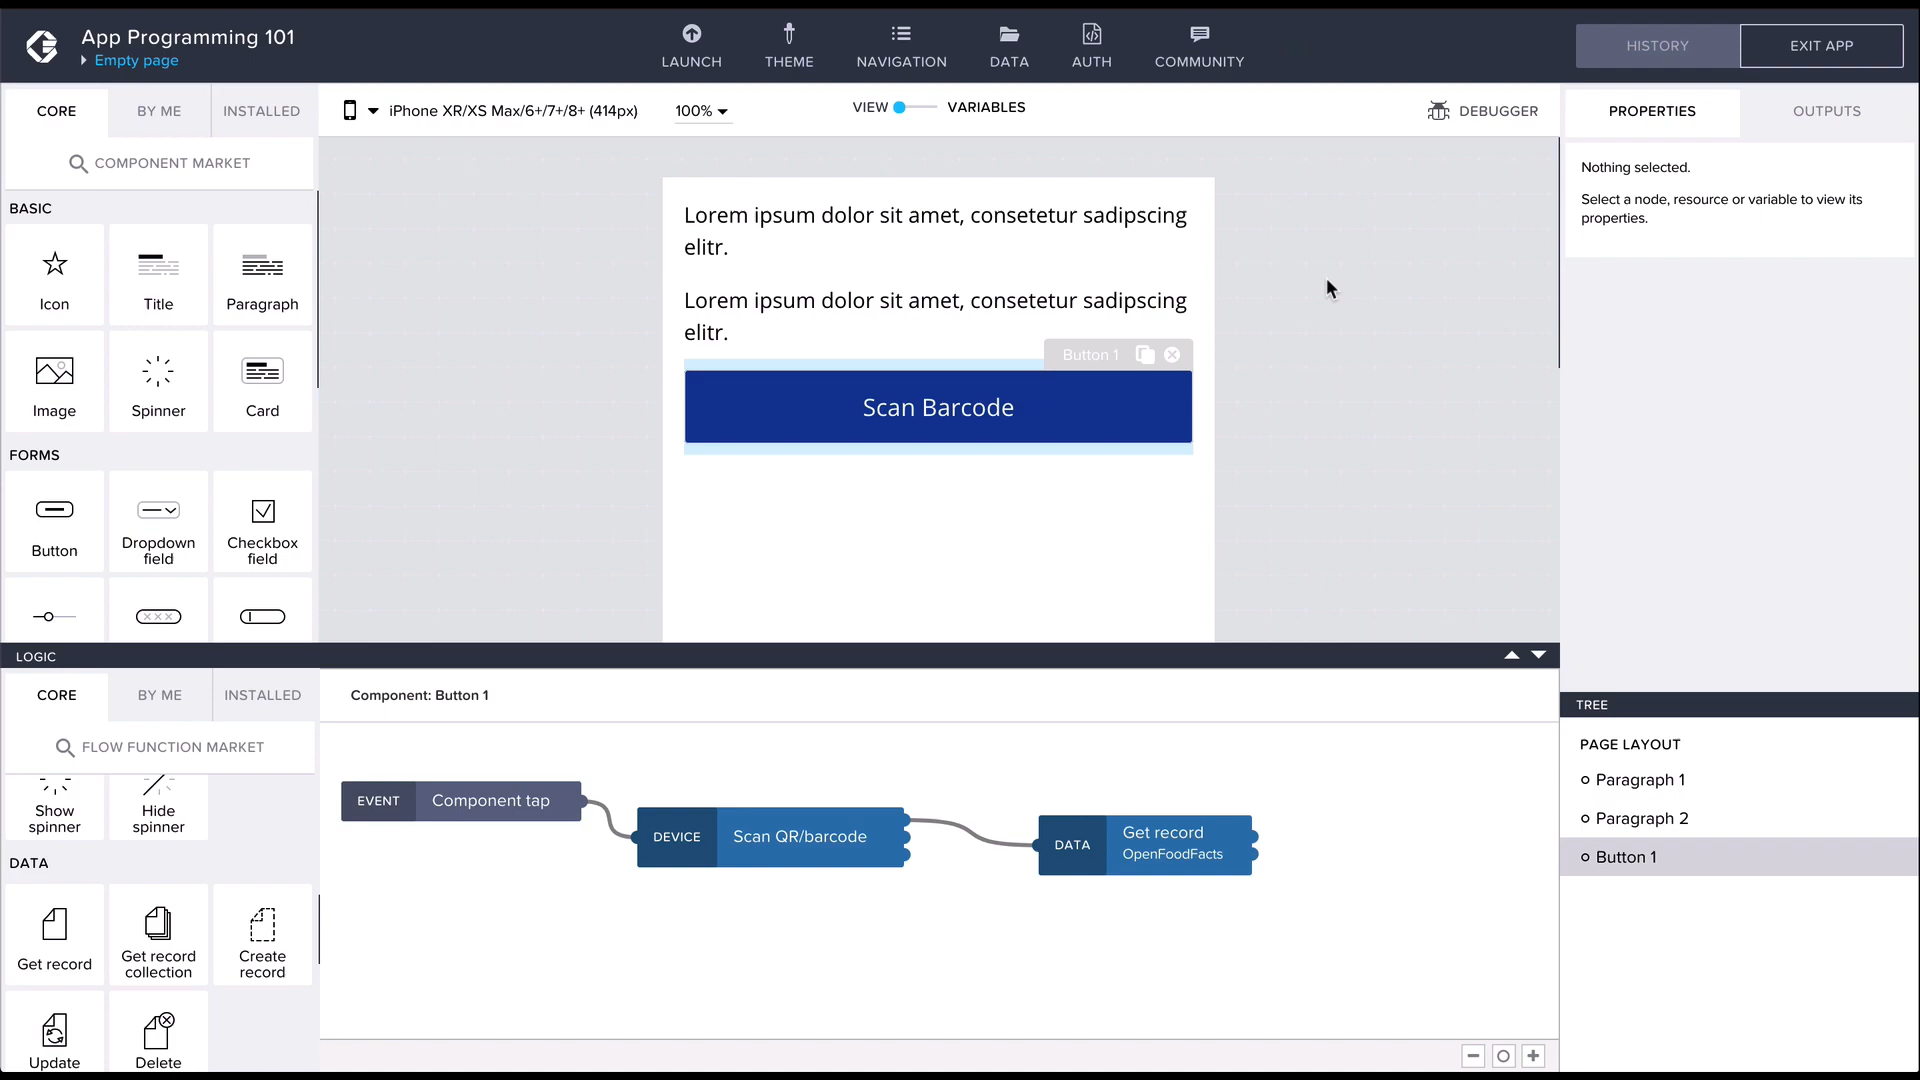 App Programming 101
Empty page
LAUNCH
THEME
NAVIGATION
DATA
AUTH
COMMUNITY
HISTORY
EXIT APP
CORE
BY ME
INSTALLED
iPhone XR/XS Max/6+/7+/8+ (414px)
100%
VIEW
VARIABLES
DEBUGGER
PROPERTIES
OUTPUTS
COMPONENT MARKET
Nothing selected.
Select a node, resource or variable to view its
properties.
BASIC
Icon
Title
Paragraph
Image
Spinner
Card
FORMS
Button
Dropdown
field
Checkbox
field
Lorem ipsum dolor sit amet, consetetur sadipscing
elitr.
Lorem ipsum dolor sit amet, consetetur sadipscing
elitr.
Button 1
Scan Barcode
LOGIC
CORE
BY ME
INSTALLED
Component: Button 1
FLOW FUNCTION MARKET
Show
spinner
Hide
spinner
DATA
Get record
Get record
collection
Create
record
Update
Delete
EVENT
Component tap
DEVICE
Scan QR/barcode
DATA
Get record
OpenFoodFacts
TREE
PAGE LAYOUT
Paragraph 1
Paragraph 2
Button 1